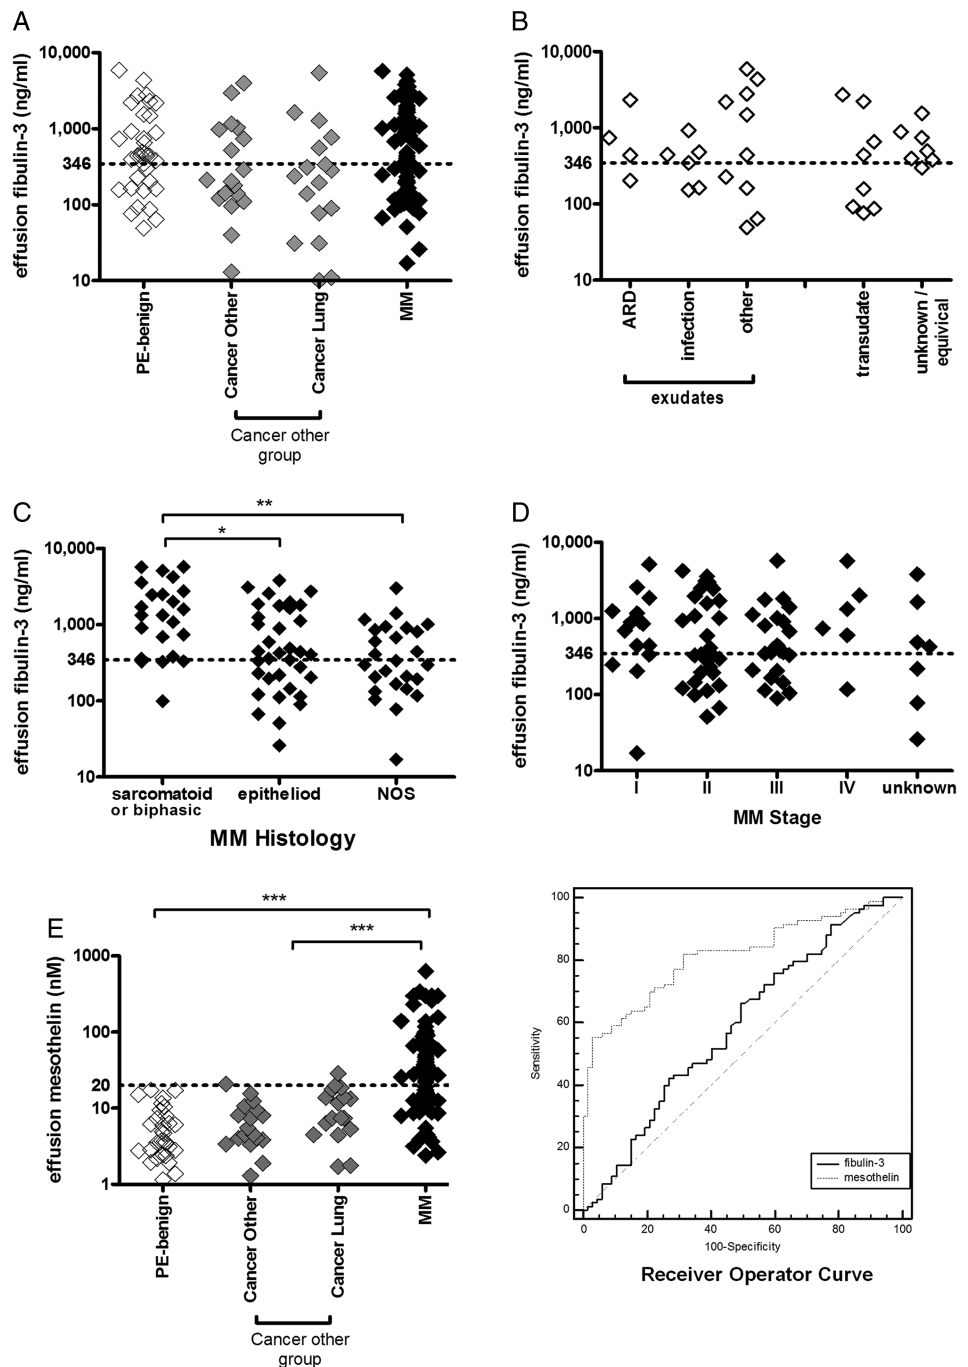 A
effusion fibulin-3 (ng/ml)
10,000
1,000
346
100
10
PE-benign
Cancer Other
Cancer Lung
MM
Cancer other
group
B
effusion fibulin-3 (ng/ml)
10,000
1,000
346
100
10
ARD
infection
other
transudate
unknown /
equivical
exudates
C
effusion fibulin-3 (ng/ml)
**
*
10,000
1,000
346
100
10
sarcomatoid
or biphasic
epitheliod
NOS
MM Histology
D
effusion fibulin-3 (ng/ml)
10,000
1,000
346
100
10
I
II
III
IV
unknown
MM Stage
E
effusion mesothelin (nM)
***
***
1000
100
20
10
1
PE-benign
Cancer Other
Cancer Lung
MM
Cancer other
group
Sensitivity
100
80
60
40
20
0
fibulin-3
mesothelin
0 20 40 60 80 100
100-Specificity
Receiver Operator Curve